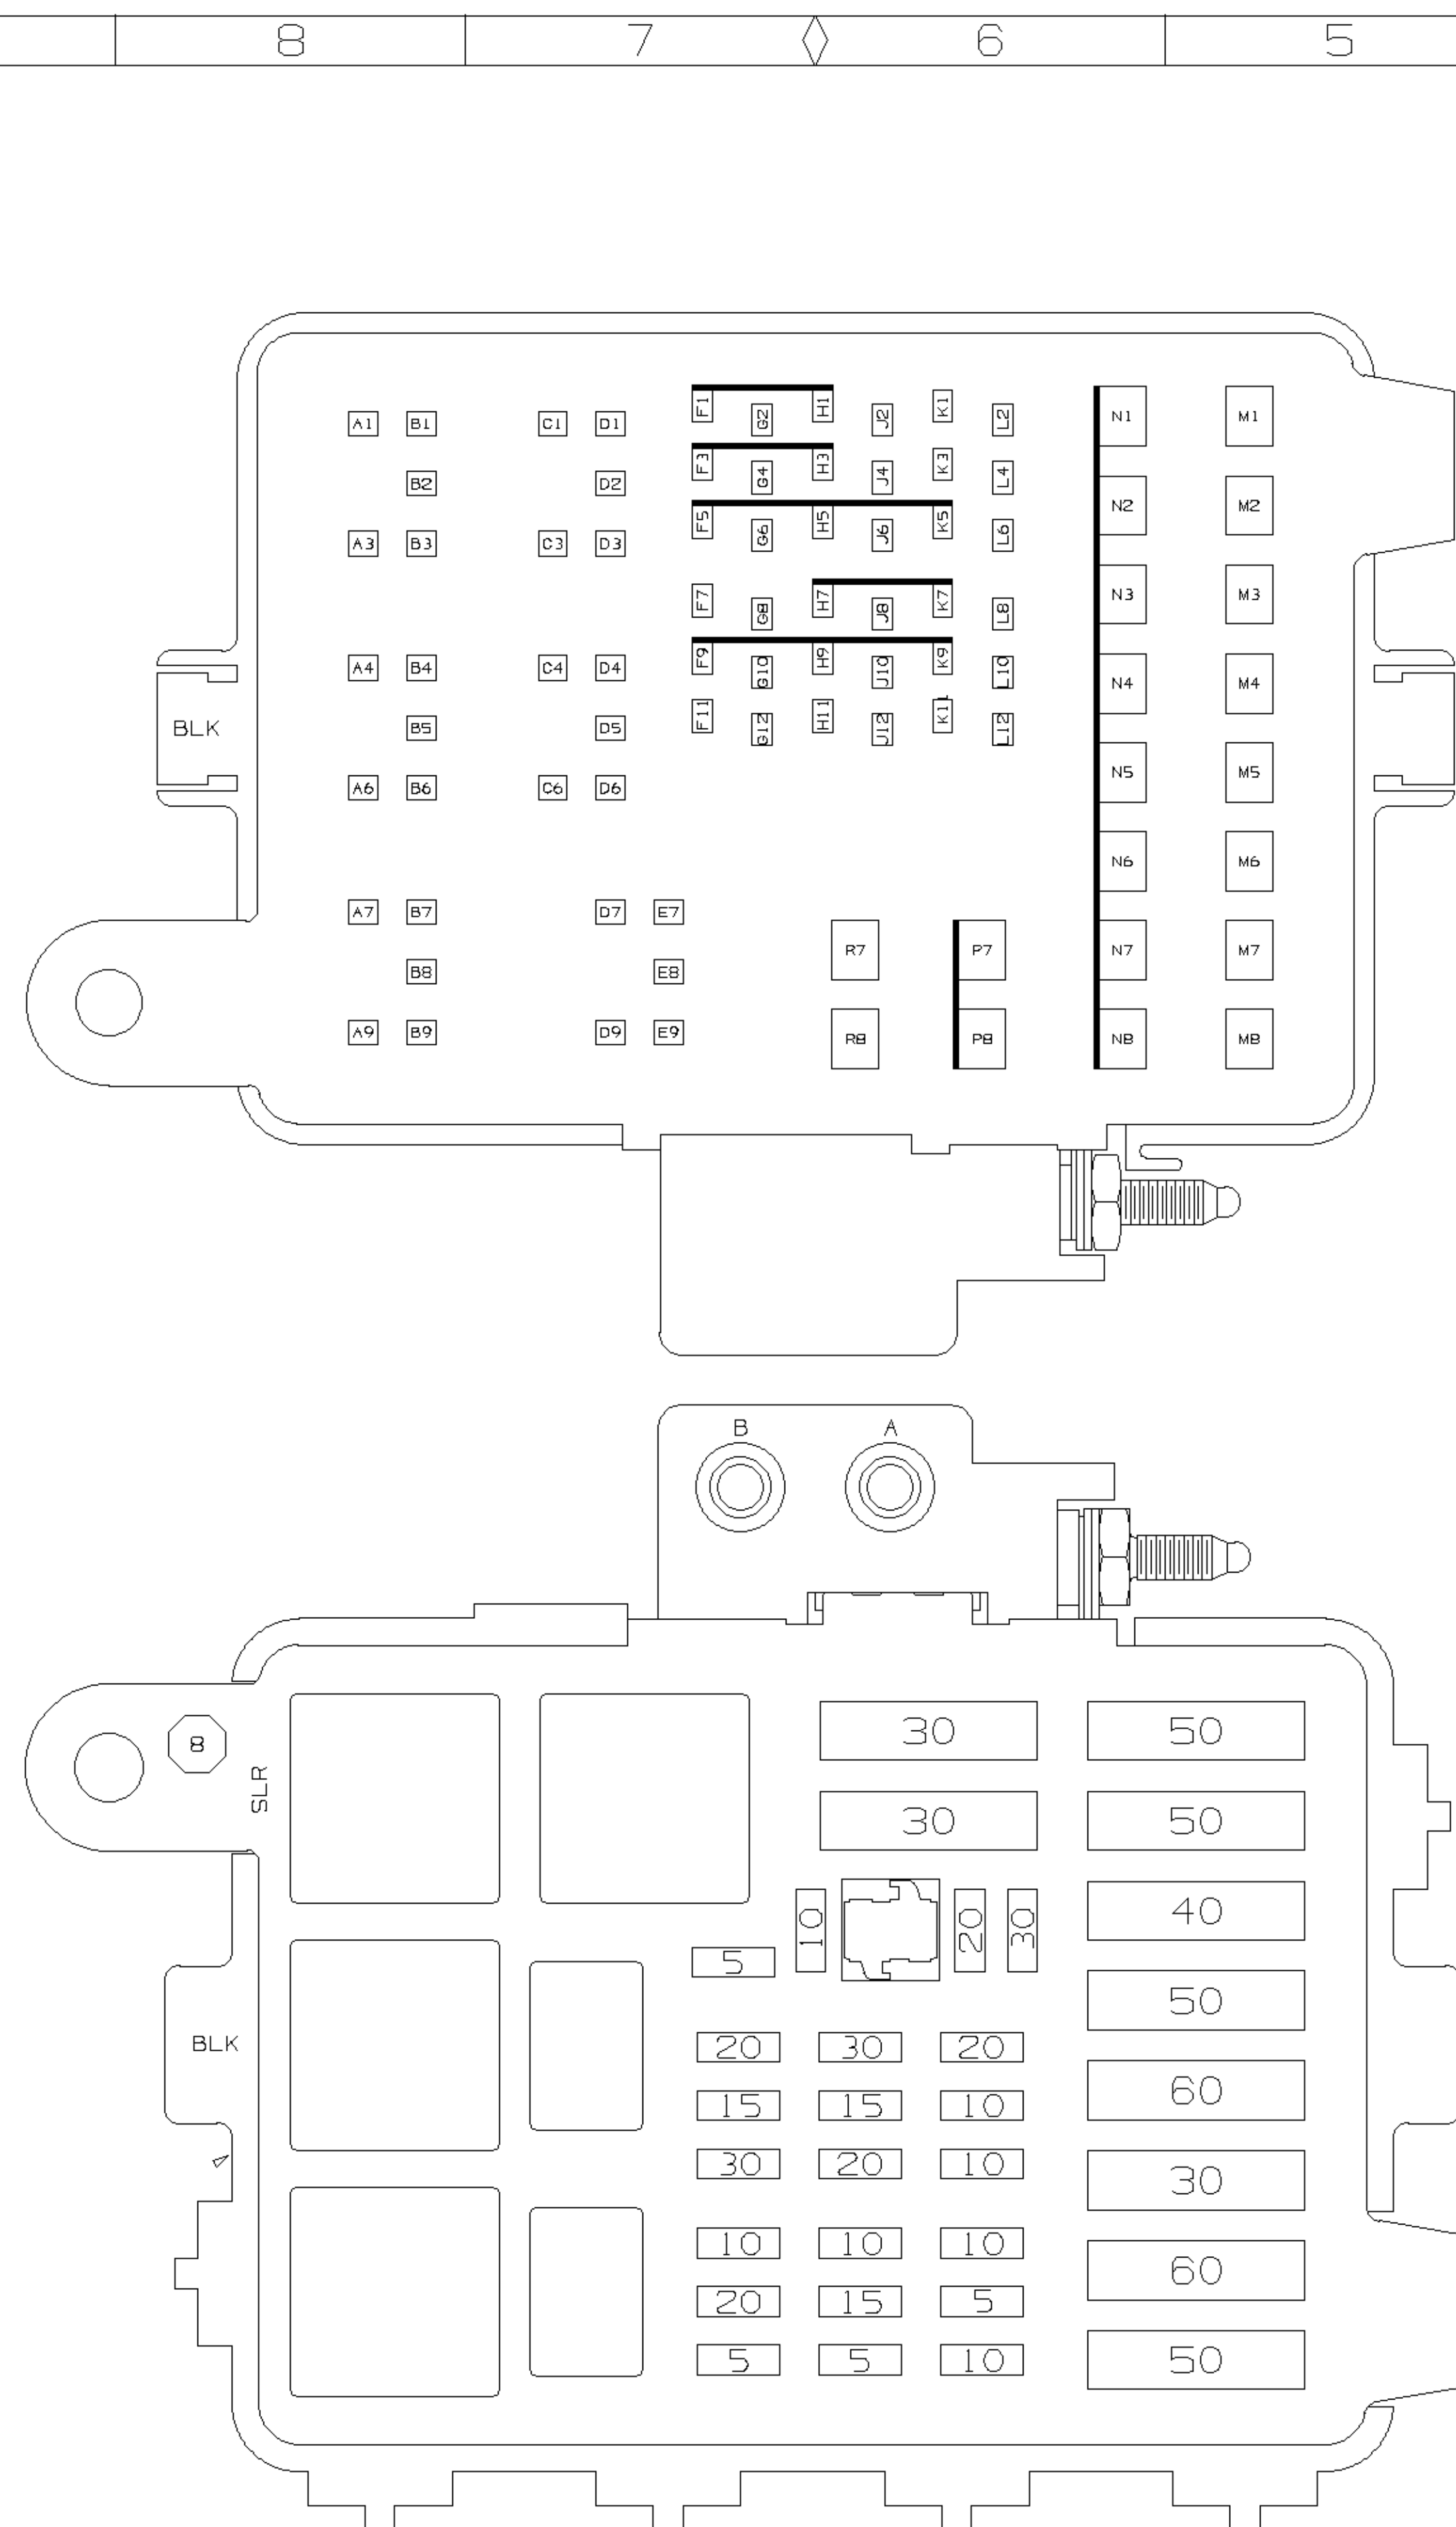 8 7 6 5
F1 H1 K1
A1 B1 C1 D1 G2 J2 L2 N1 M1
F3 H3 K3
B2 D2 G4 J4 L4
F5 H5 K5 N2 M2
A3 B3 C3 D3 G6 J6 L6
F7 H7 K7 N3 M3
G8 J8 L8
F9 H9 K9
A4 B4 C4 D4 G10 J10 L10 N4 M4
F11 H11 K11
BLK B5 D5 G12 J12 L12
N5 M5
A6 B6 C6 D6
N6 M6
A7 B7 D7 E7
R7 P7 N7 M7
B8 E8
A9 B9 D9 E9 R8 P8 N8 M8
B A
8 30 50
SLR
30 50
10 20 30 40
5
50
BLK 20 30 20
60
15 15 10
30 20 10 30
10 10 10
60
20 15 5
5 5 10 50